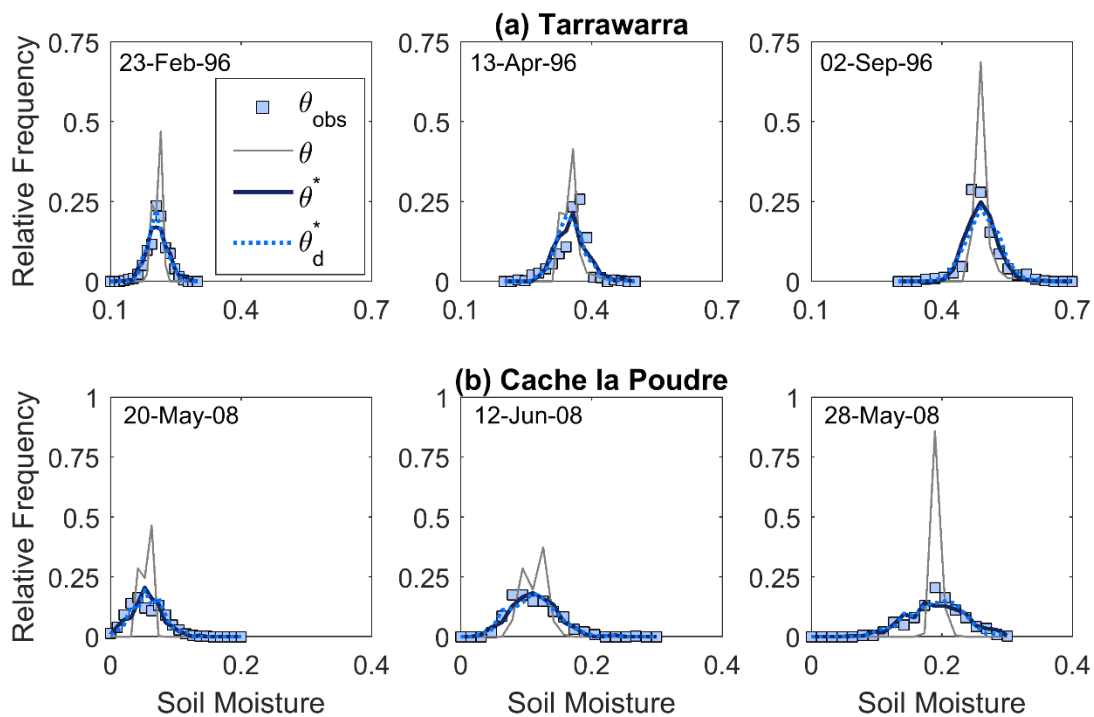 (a) Tarrawarra
Relative Frequency
0.75
0.5
0.25
0
23-Feb-96
θobs
θ
θ*
θ*d
0.1 0.4 0.7
0.75
0.5
0.25
0
13-Apr-96
0.1 0.4 0.7
0.75
0.5
0.25
0
02-Sep-96
0.1 0.4 0.7
(b) Cache la Poudre
Relative Frequency
1
0.75
0.5
0.25
0
20-May-08
0 0.2 0.4
Soil Moisture
1
0.75
0.5
0.25
0
12-Jun-08
0 0.2 0.4
Soil Moisture
1
0.75
0.5
0.25
0
28-May-08
0 0.2 0.4
Soil Moisture